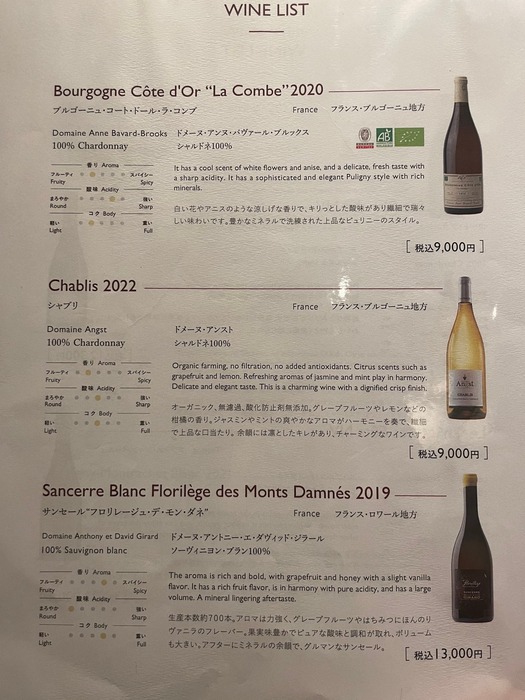 WINE LIST
Bourgogne Côte d'Or "La Combe"2020
ブルゴーニュ・コート・ドール・ラ・コンブ France フランス・ブルゴーニュ地方
Domaine Anne Bavard-Brooks ドメーヌ・アンヌ・バヴァール・ブルックス
100% Chardonnay シャルドネ100%
AB
香り Aroma
フルーティ スパイシー
Fruity Spicy
酸味 Acidity
まろやか 強い
Round Sharp
コク Body
軽い 重い
Light Full
It has a cool scent of white flowers and anise, and a delicate, fresh taste with
a sharp acidity. It has a sophisticated and elegant Puligny style with rich
minerals.
白い花やアニスのような涼しげな香りで、キリっとした酸味があり繊細で瑞々
しい味わいです。豊かなミネラルで洗練された上品なピュリニーのスタイル。
[ 税込9,000円 ]
Chablis 2022
シャブリ France フランス・ブルゴーニュ地方
Domaine Angst ドメーヌ・アンスト
100% Chardonnay シャルドネ100%
香り Aroma
フルーティ スパイシー
Fruity Spicy
酸味 Acidity
まろやか 強い
Round Sharp
コク Body
軽い 重い
Light Full
Organic farming, no filtration, no added antioxidants. Citrus scents such as
grapefruit and lemon. Refreshing aromas of jasmine and mint play in harmony.
Delicate and elegant taste. This is a charming wine with a dignified crisp finish.
オーガニック、無濾過、酸化防止剤無添加。グレープフルーツやレモンなどの
柑橘の香り。ジャスミンやミントの爽やかなアロマがハーモニーを奏で、繊細
で上品な口当たり。余韻には凛としたキレがあり、チャーミングなワインです。
ANGST
CHABLIS
[ 税込9,000円 ]
Sancerre Blanc Florilège des Monts Damnés 2019
サンセール"フロリレージュ・デ・モン・ダネ" France フランス・ロワール地方
Domaine Anthony et David Girard ドメーヌ・アントニー・エ・ダヴィッド・ジラール
100% Sauvignon blanc ソーヴィニヨン・ブラン100%
香り Aroma
フルーティ スパイシー
Fruity Spicy
酸味 Acidity
まろやか 強い
Round Sharp
コク Body
軽い 重い
Light Full
The aroma is rich and bold, with grapefruit and honey with a slight vanilla
flavor. It has a rich fruit flavor, is in harmony with pure acidity, and has a large
volume. A mineral lingering aftertaste.
生産本数約700本。アロマは力強く、グレープフルーツやはちみつにほんのり
ヴァニラのフレーバー。果実味豊かでピュアな酸味と調和が取れ、ボリューム
も大きい。アフターにミネラルの余韻で、グルマンなサンセール。
Florilège
[ 税込13,000円 ]